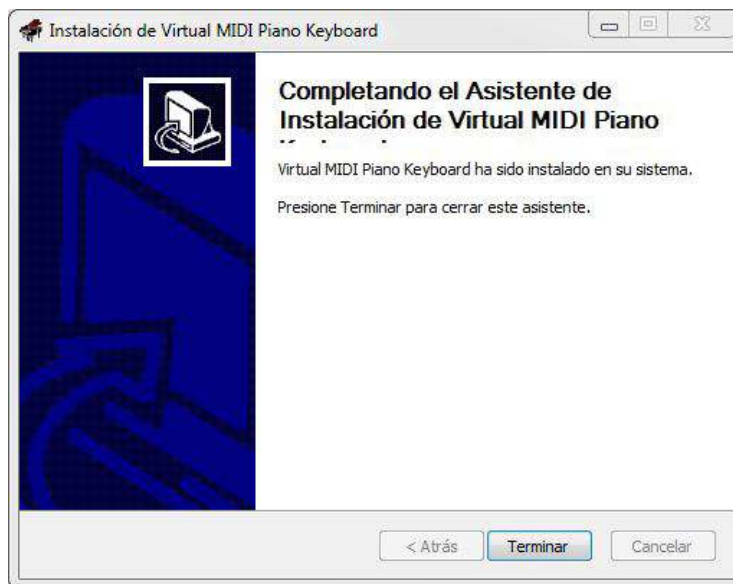 Instalación de Virtual MIDI Piano Keyboard
Completando el Asistente de
Instalación de Virtual MIDI Piano
Virtual MIDI Piano Keyboard ha sido instalado en su sistema.
Presione Terminar para cerrar este asistente.
< Atrás
Terminar
Cancelar